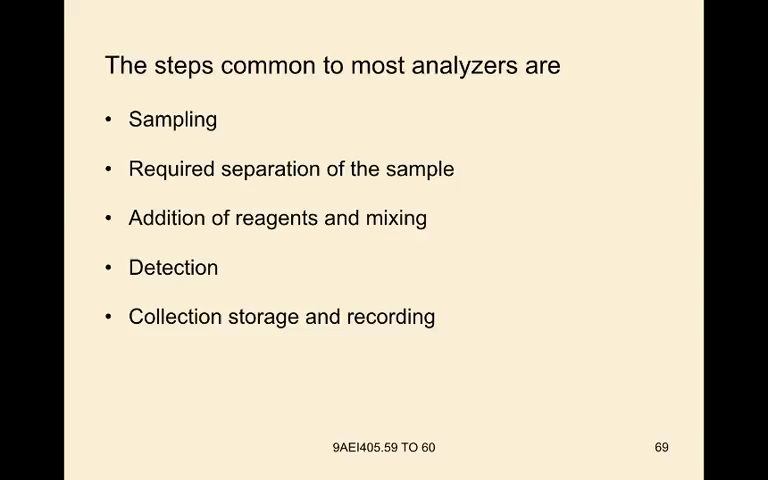 The steps common to most analyzers are
• Sampling
• Required separation of the sample
• Addition of reagents and mixing
• Detection
• Collection storage and recording
9AEI405.59 TO 60
69